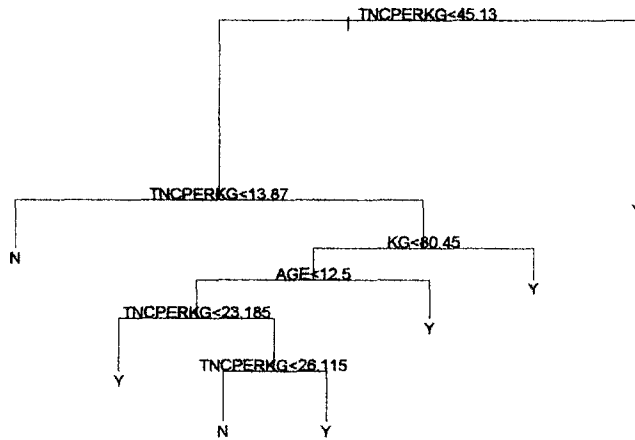 TNCPERKG<45.13
TNCPERKG<13.87
KG<80.45
N
AGE<12.5
Y
TNCPERKG<23.185
Y
TNCPERKG<26.115
Y
N
Y